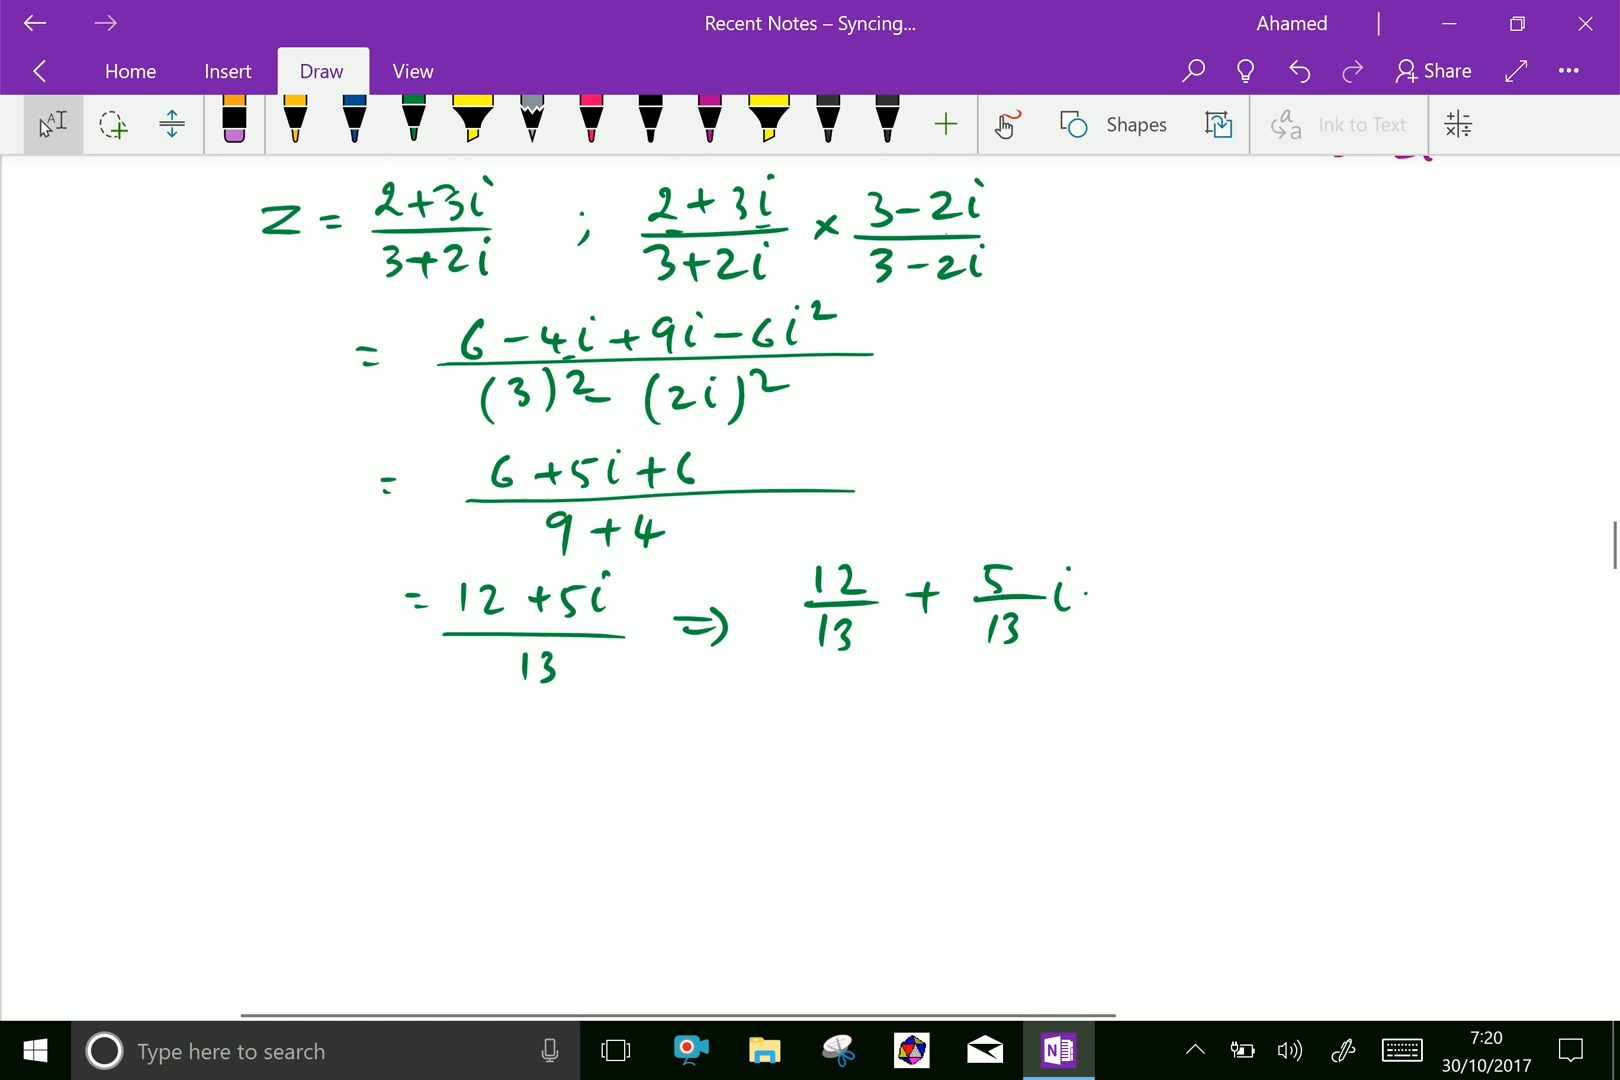 Recent Notes – Syncing...
Ahamed
Home Insert Draw View
Share
Shapes
Ink to Text
Z = 2+3i / 3+2i ; 2+3i / 3+2i × 3-2i / 3-2i
= 6-4i+9i-6i² / (3)² (2i)²
= 6+5i+6 / 9+4
= 12+5i / 13 ⇒ 12/13 + 5/13 i.
Type here to search
7:20
30/10/2017